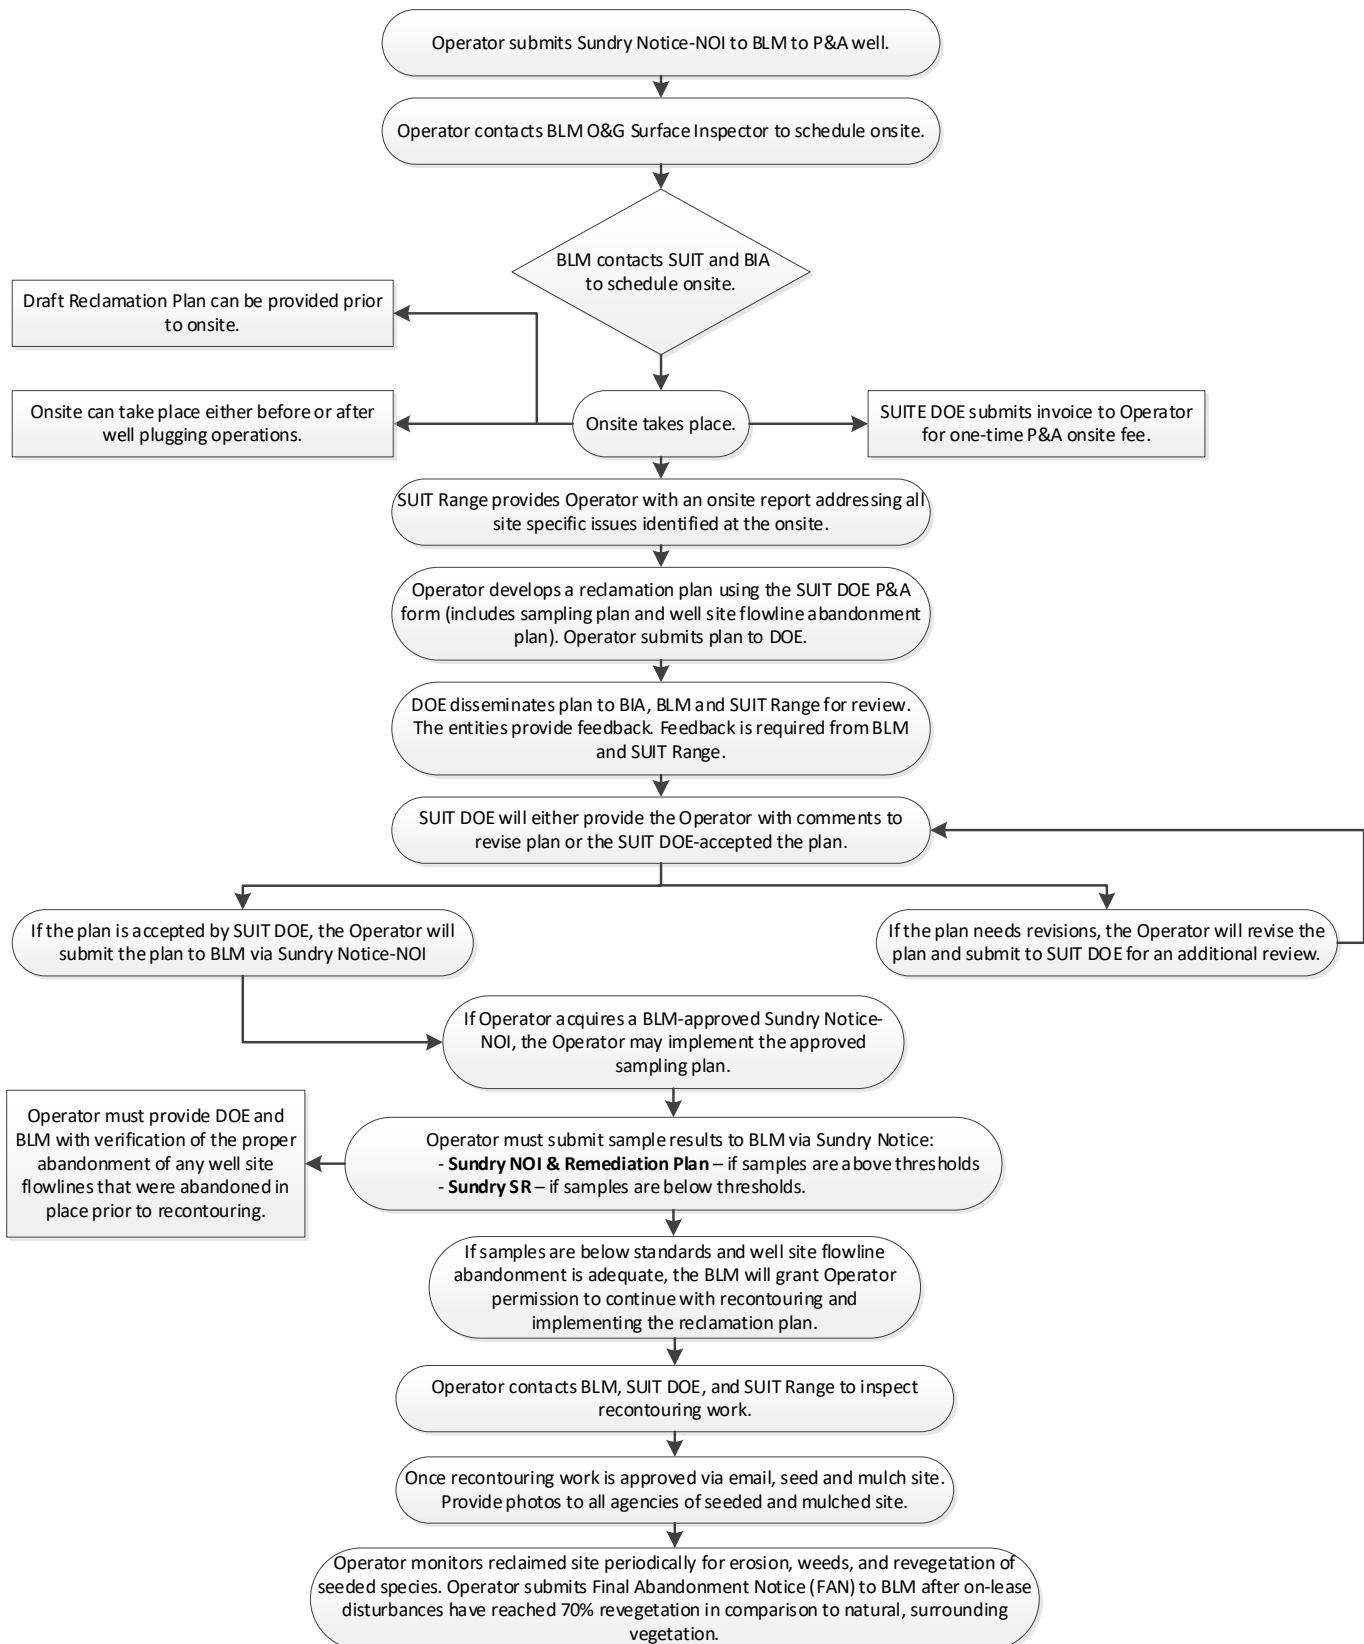 Operator submits Sundry Notice-NOI to BLM to P&A well.
Operator contacts BLM O&G Surface Inspector to schedule onsite.
BLM contacts SUIT and BIA
to schedule onsite.
Draft Reclamation Plan can be provided prior
to onsite.
Onsite can take place either before or after
well plugging operations.
Onsite takes place.
SUITE DOE submits invoice to Operator
for one-time P&A onsite fee.
SUIT Range provides Operator with an onsite report addressing all
site specific issues identified at the onsite.
Operator develops a reclamation plan using the SUIT DOE P&A
form (includes sampling plan and well site flowline abandonment
plan). Operator submits plan to DOE.
DOE disseminates plan to BIA, BLM and SUIT Range for review.
The entities provide feedback. Feedback is required from BLM
and SUIT Range.
SUIT DOE will either provide the Operator with comments to
revise plan or the SUIT DOE-accepted the plan.
If the plan is accepted by SUIT DOE, the Operator will
submit the plan to BLM via Sundry Notice-NOI
If the plan needs revisions, the Operator will revise the
plan and submit to SUIT DOE for an additional review.
If Operator acquires a BLM-approved Sundry Notice-
NOI, the Operator may implement the approved
sampling plan.
Operator must provide DOE and
BLM with verification of the proper
abandonment of any well site
flowlines that were abandoned in
place prior to recontouring.
Operator must submit sample results to BLM via Sundry Notice:
- Sundry NOI & Remediation Plan – if samples are above thresholds
- Sundry SR – if samples are below thresholds.
If samples are below standards and well site flowline
abandonment is adequate, the BLM will grant Operator
permission to continue with recontouring and
implementing the reclamation plan.
Operator contacts BLM, SUIT DOE, and SUIT Range to inspect
recontouring work.
Once recontouring work is approved via email, seed and mulch site.
Provide photos to all agencies of seeded and mulched site.
Operator monitors reclaimed site periodically for erosion, weeds, and revegetation of
seeded species. Operator submits Final Abandonment Notice (FAN) to BLM after on-lease
disturbances have reached 70% revegetation in comparison to natural, surrounding
vegetation.